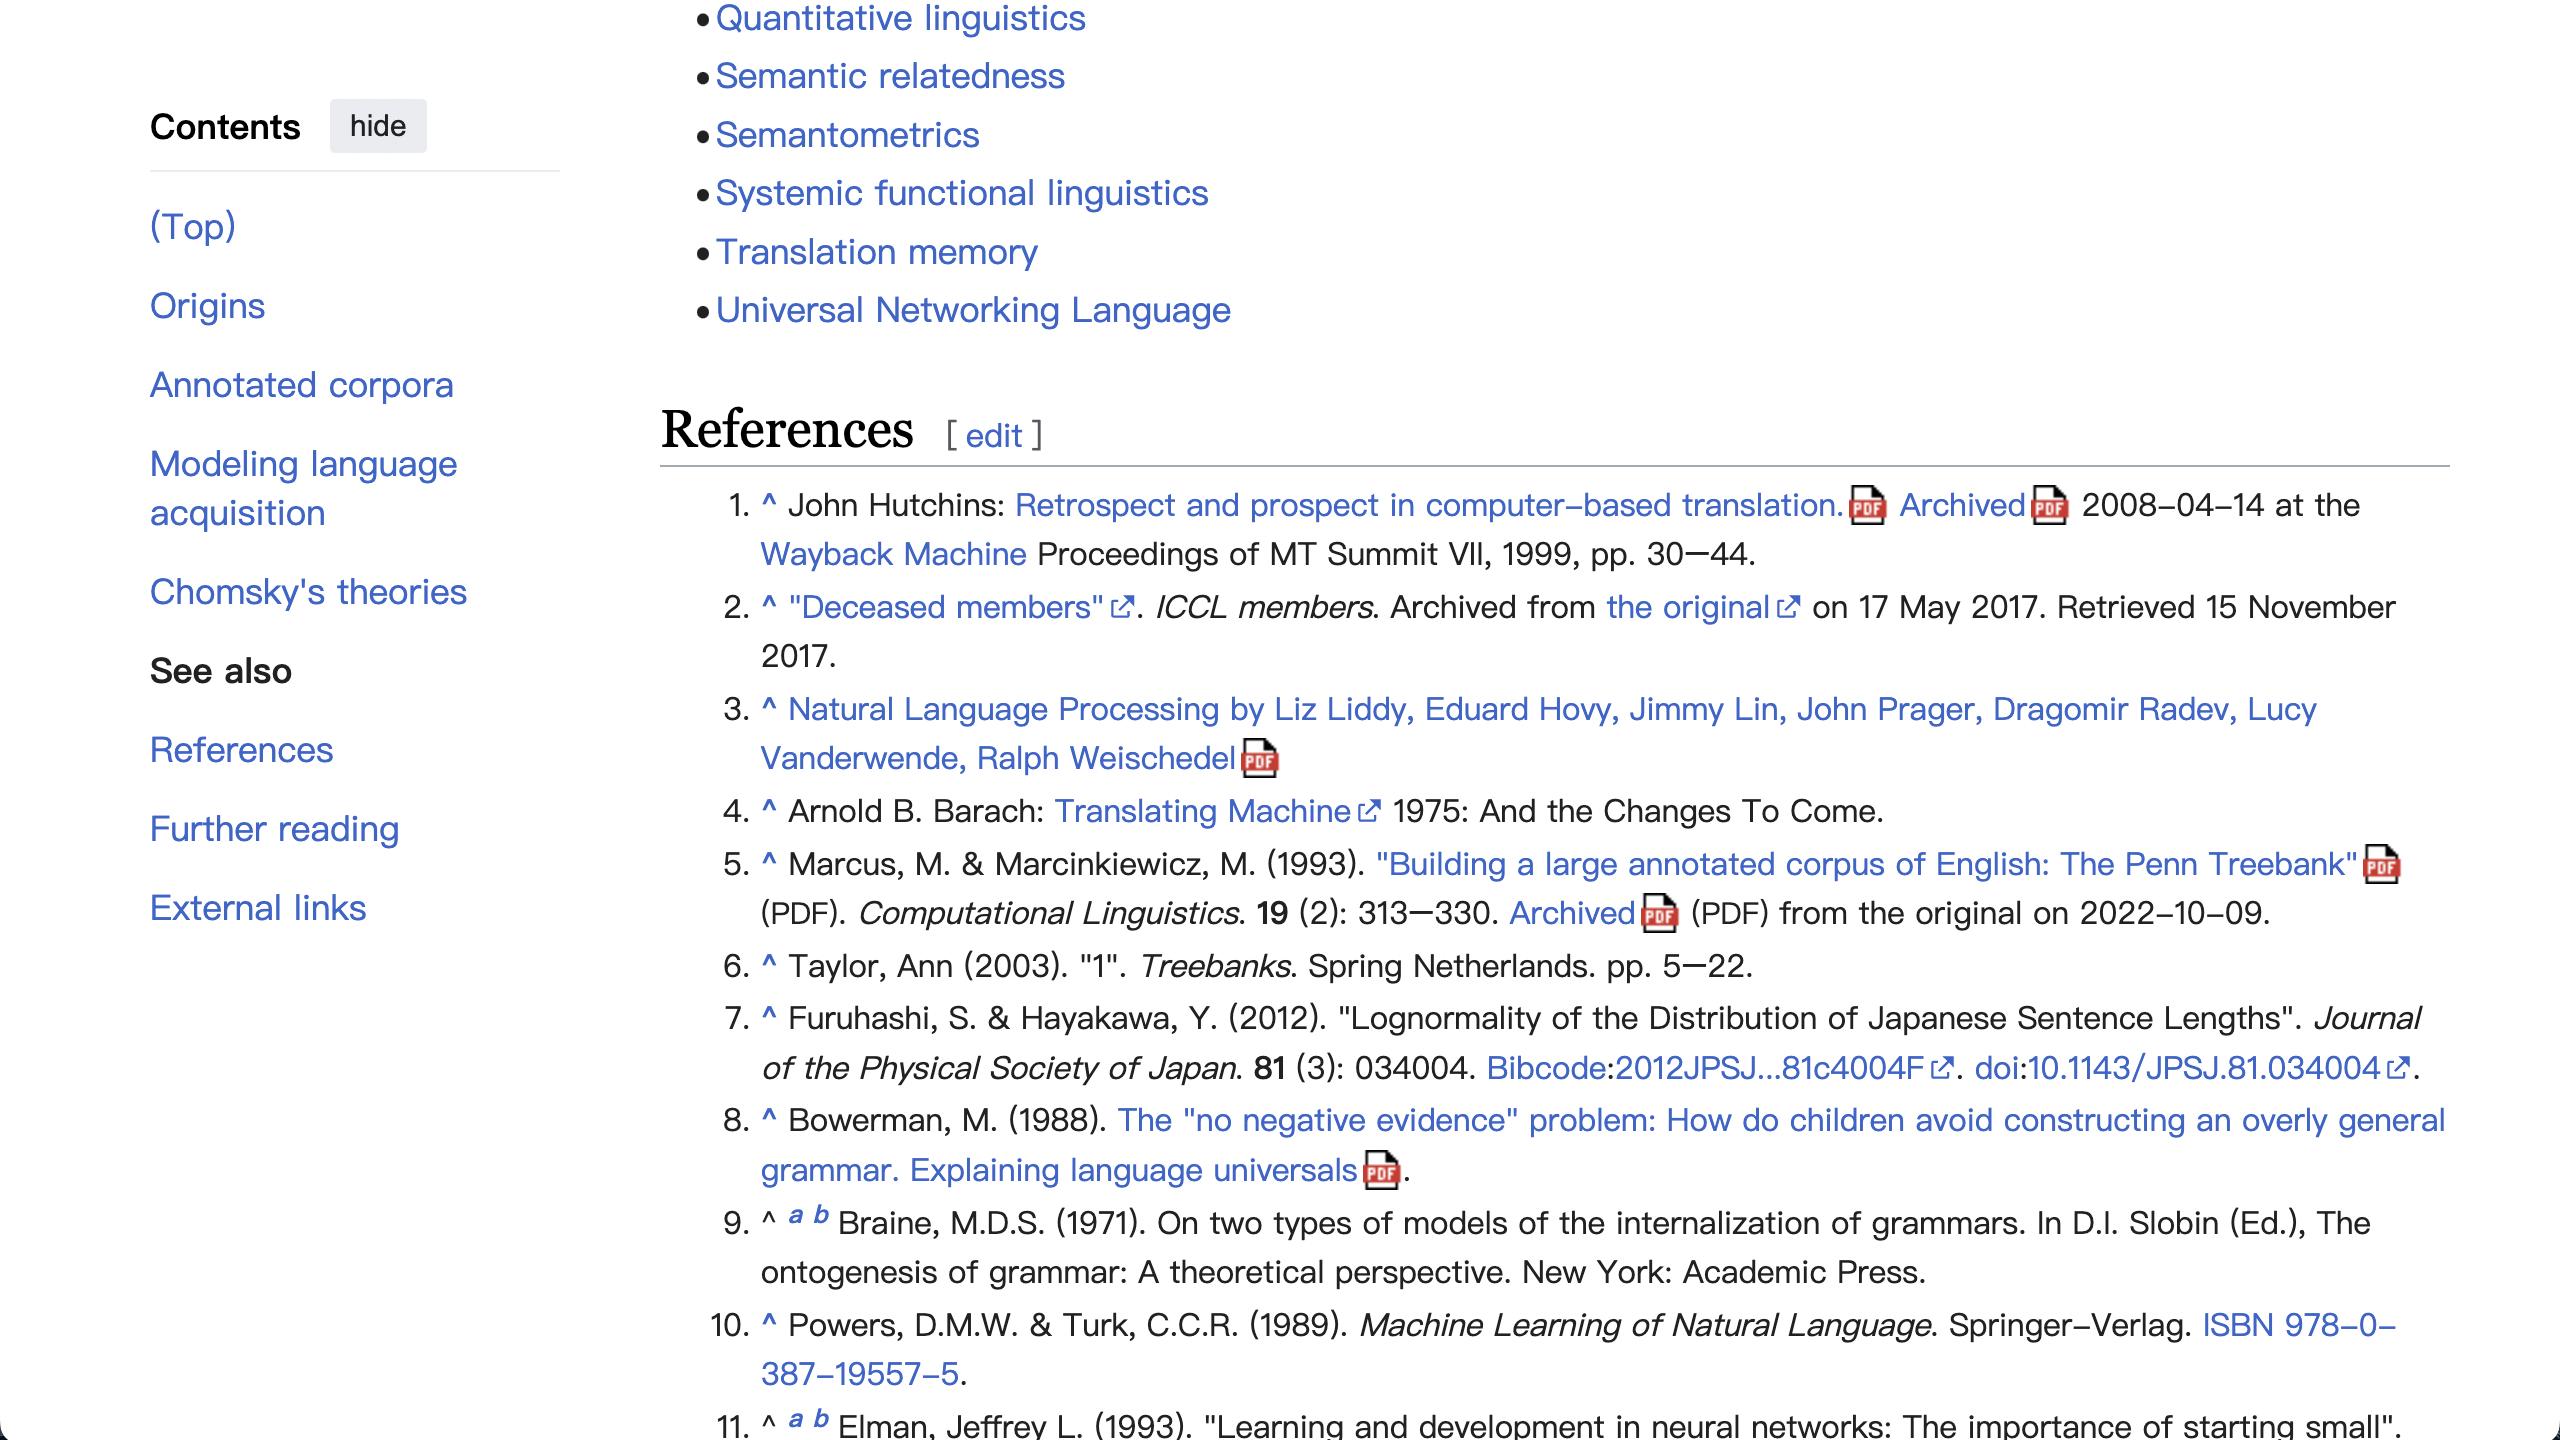 Contents hide
(Top)
Origins
Annotated corpora
Modeling language
acquisition
Chomsky's theories
See also
References
Further reading
External links
• Quantitative linguistics
• Semantic relatedness
• Semantometrics
• Systemic functional linguistics
• Translation memory
• Universal Networking Language
References [ edit ]
1. ^ John Hutchins: Retrospect and prospect in computer–based translation. PDF Archived PDF 2008–04–14 at the
Wayback Machine Proceedings of MT Summit VII, 1999, pp. 30—44.
2. ^ "Deceased members". ICCL members. Archived from the original on 17 May 2017. Retrieved 15 November
2017.
3. ^ Natural Language Processing by Liz Liddy, Eduard Hovy, Jimmy Lin, John Prager, Dragomir Radev, Lucy
Vanderwende, Ralph Weischedel PDF
4. ^ Arnold B. Barach: Translating Machine 1975: And the Changes To Come.
5. ^ Marcus, M. & Marcinkiewicz, M. (1993). "Building a large annotated corpus of English: The Penn Treebank" PDF
(PDF). Computational Linguistics. 19 (2): 313—330. Archived PDF (PDF) from the original on 2022–10–09.
6. ^ Taylor, Ann (2003). "1". Treebanks. Spring Netherlands. pp. 5—22.
7. ^ Furuhashi, S. & Hayakawa, Y. (2012). "Lognormality of the Distribution of Japanese Sentence Lengths". Journal
of the Physical Society of Japan. 81 (3): 034004. Bibcode:2012JPSJ...81c4004F. doi:10.1143/JPSJ.81.034004.
8. ^ Bowerman, M. (1988). The "no negative evidence" problem: How do children avoid constructing an overly general
grammar. Explaining language universals PDF.
9. ^ a b Braine, M.D.S. (1971). On two types of models of the internalization of grammars. In D.I. Slobin (Ed.), The
ontogenesis of grammar: A theoretical perspective. New York: Academic Press.
10. ^ Powers, D.M.W. & Turk, C.C.R. (1989). Machine Learning of Natural Language. Springer–Verlag. ISBN 978–0–
387–19557–5.
11. ^ a b Elman, Jeffrey L. (1993). "Learning and development in neural networks: The importance of starting small".